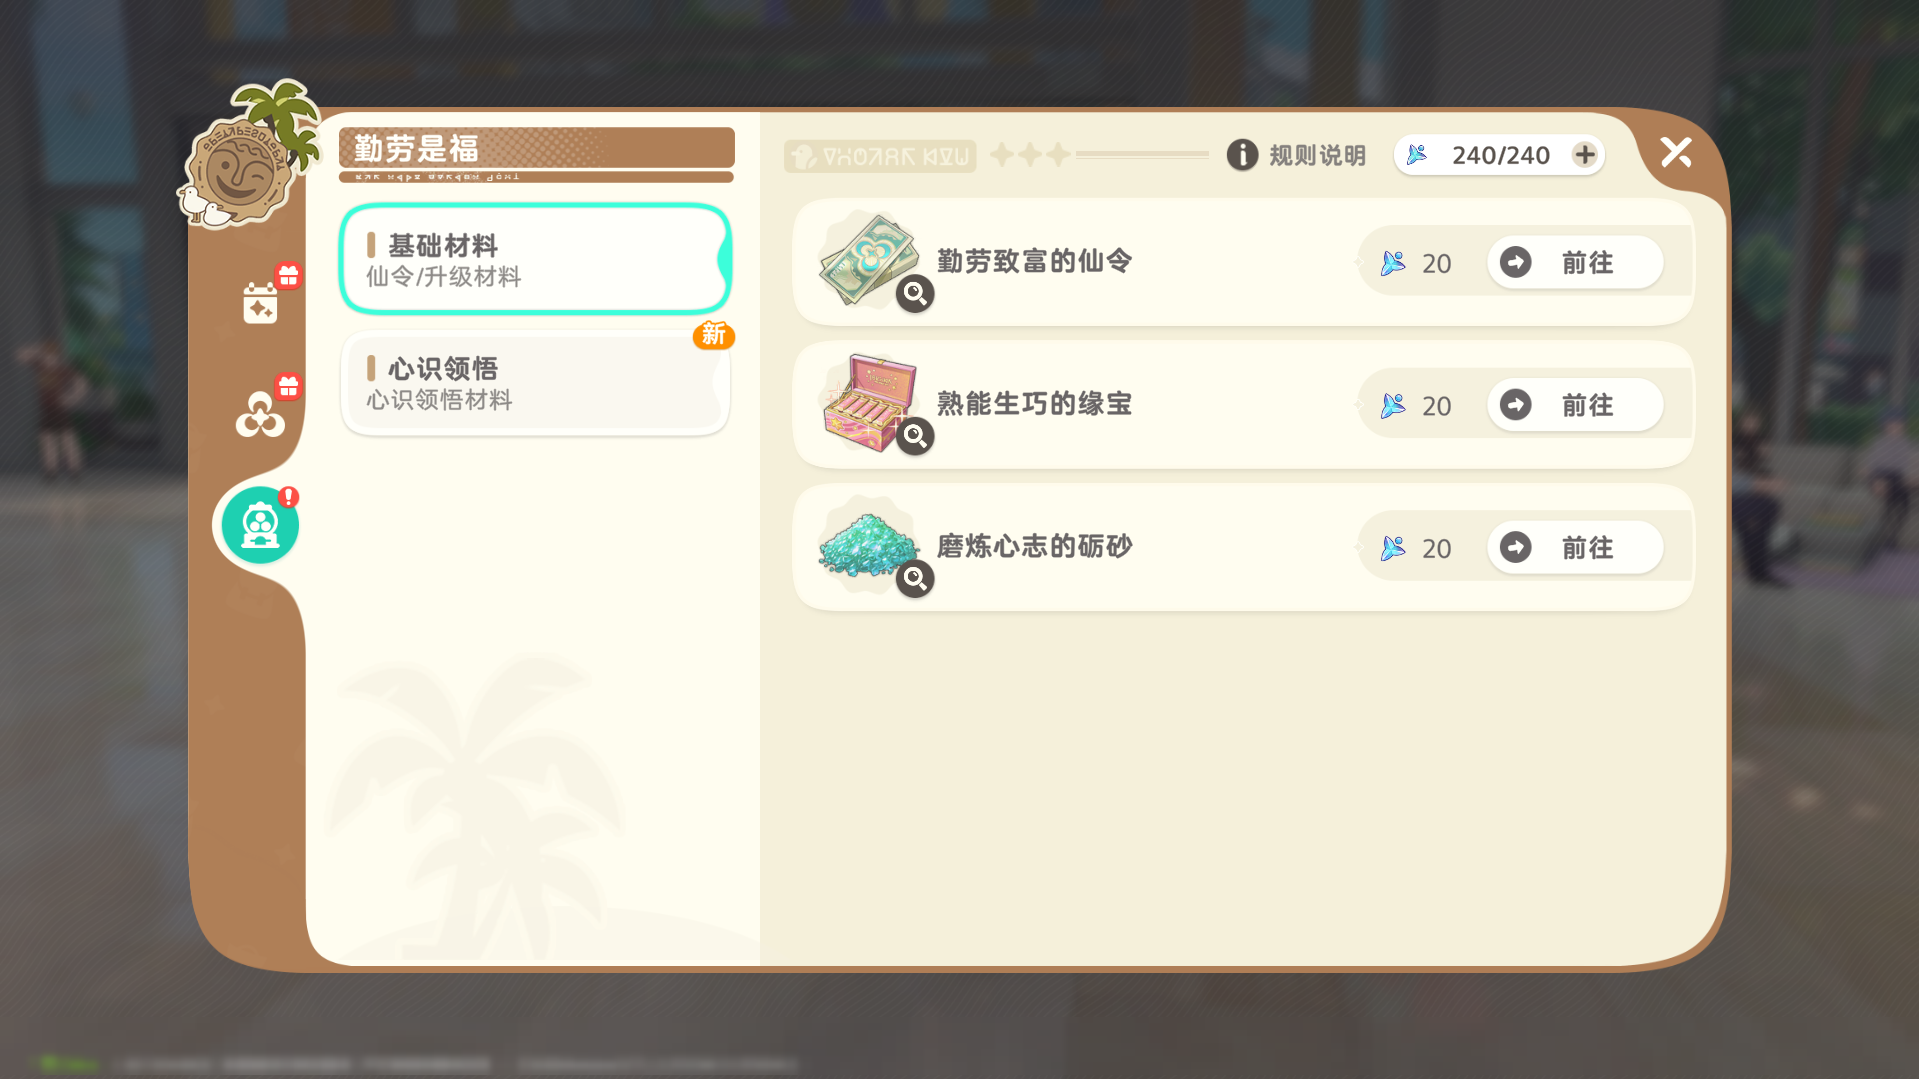 勤劳是福
基础材料
仙令/升级材料
新
心识领悟
心识领悟材料
规则说明
240/240
勤劳致富的仙令
20
前往
熟能生巧的缘宝
20
前往
磨炼心志的砺砂
20
前往